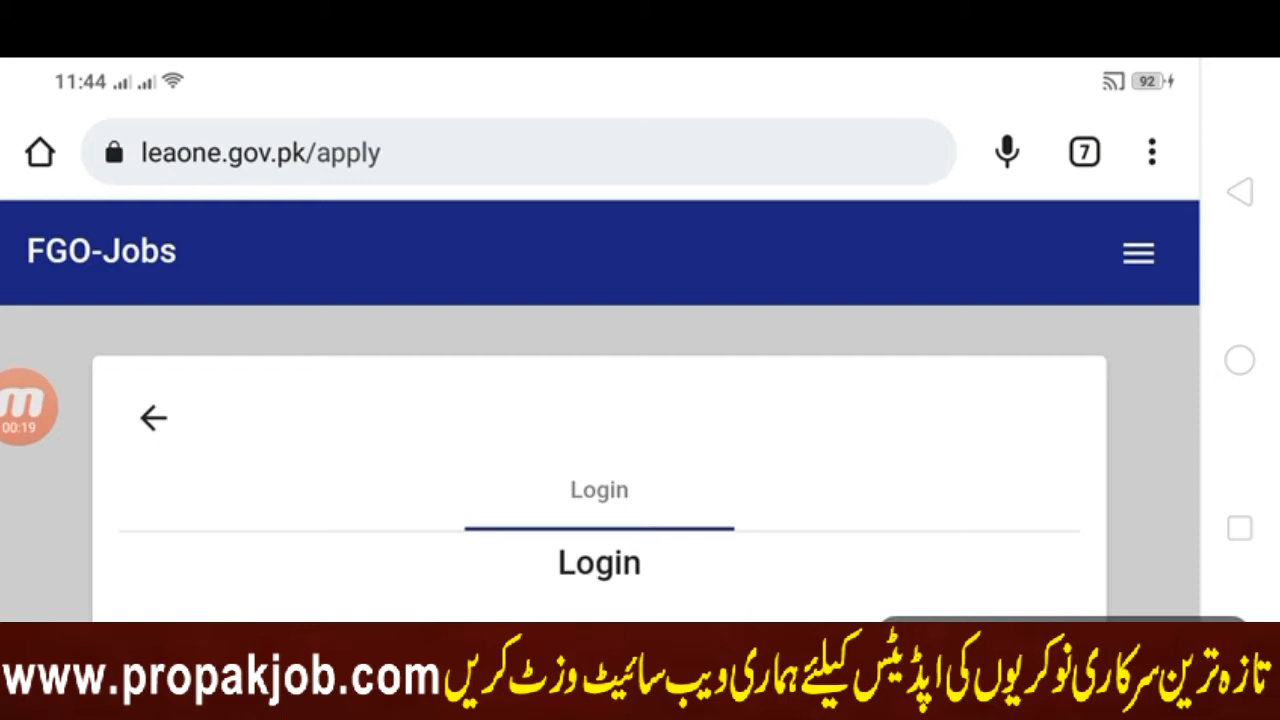 11:44
92
leaone.gov.pk/apply
7
FGO-Jobs
m
00:19
Login
Login
www.propakjob.com تازہ ترین سرکاری نوکریوں کی اپڈیٹس کیلئے ہماری ویب سائیٹ وزٹ کریں